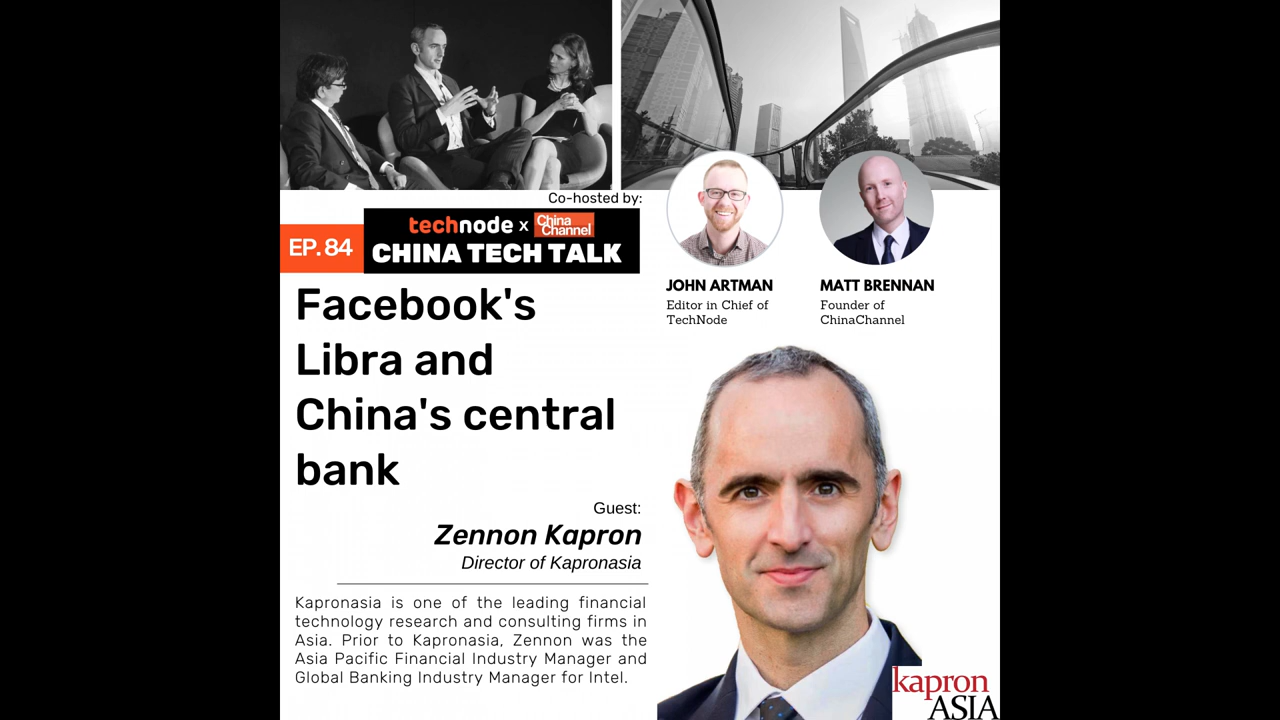 Co-hosted by:
technode x China Channel
EP. 84
CHINA TECH TALK
Facebook's
Libra and
China's central
bank
Guest:
Zennon Kapron
Director of Kapronasia
Kapronasia is one of the leading financial
technology research and consulting firms in
Asia. Prior to Kapronasia, Zennon was the
Asia Pacific Financial Industry Manager and
Global Banking Industry Manager for Intel.
JOHN ARTMAN
Editor in Chief of
TechNode
MATT BRENNAN
Founder of
ChinaChannel
kapron
ASIA